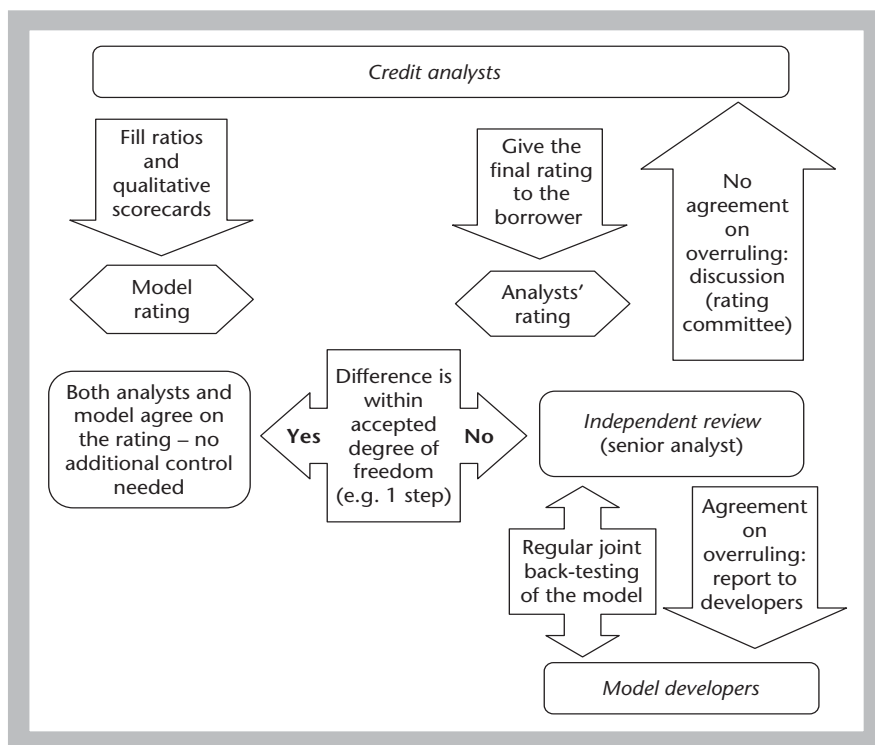 Credit analysts
Fill ratios
and
qualitative
scorecards
Give the
final rating
to the
borrower
No
agreement
on
overruling:
discussion
(rating
committee)
Model
rating
Analysts’
rating
Both analysts and
model agree on
the rating – no
additional control
needed
Yes
Difference is
within
accepted
degree of
freedom
(e.g. 1 step)
No
Independent review
(senior analyst)
Regular joint
back-testing
of the model
Agreement
on
overruling:
report to
developers
Model developers